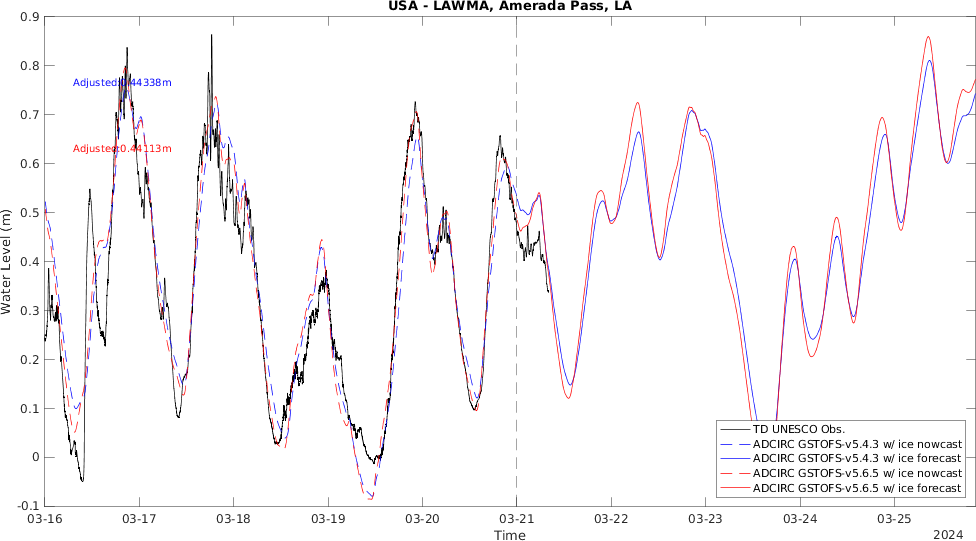 USA - LAWMA, Amerada Pass, LA
0.9
0.8
0.7
0.6
0.5
0.4
0.3
0.2
0.1
0
-0.1
Water Level (m)
Adjusted:0.44338m
Adjusted:0.44113m
TD UNESCO Obs.
ADCIRC GSTOFS-v5.4.3 w/ ice nowcast
ADCIRC GSTOFS-v5.4.3 w/ ice forecast
ADCIRC GSTOFS-v5.6.5 w/ ice nowcast
ADCIRC GSTOFS-v5.6.5 w/ ice forecast
03-16 03-17 03-18 03-19 03-20 03-21 03-22 03-23 03-24 03-25
Time
2024